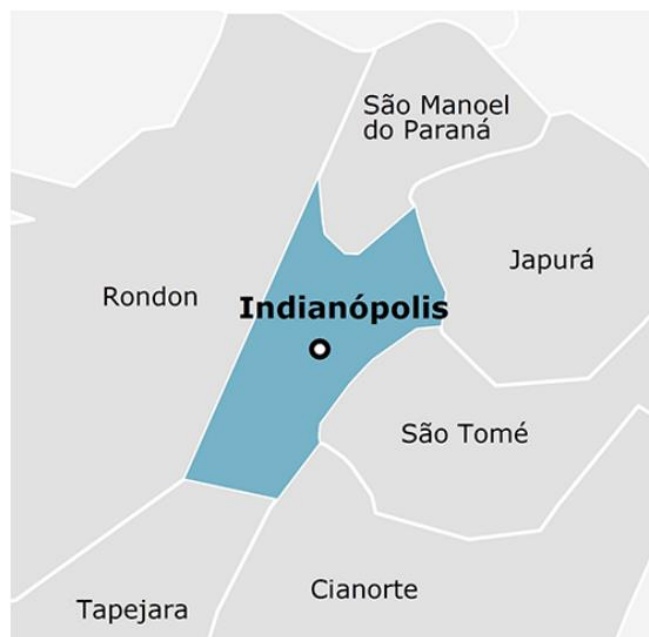 São Manoel
do Paraná
Japurá
Rondon
Indianópolis
São Tomé
Cianorte
Tapejara